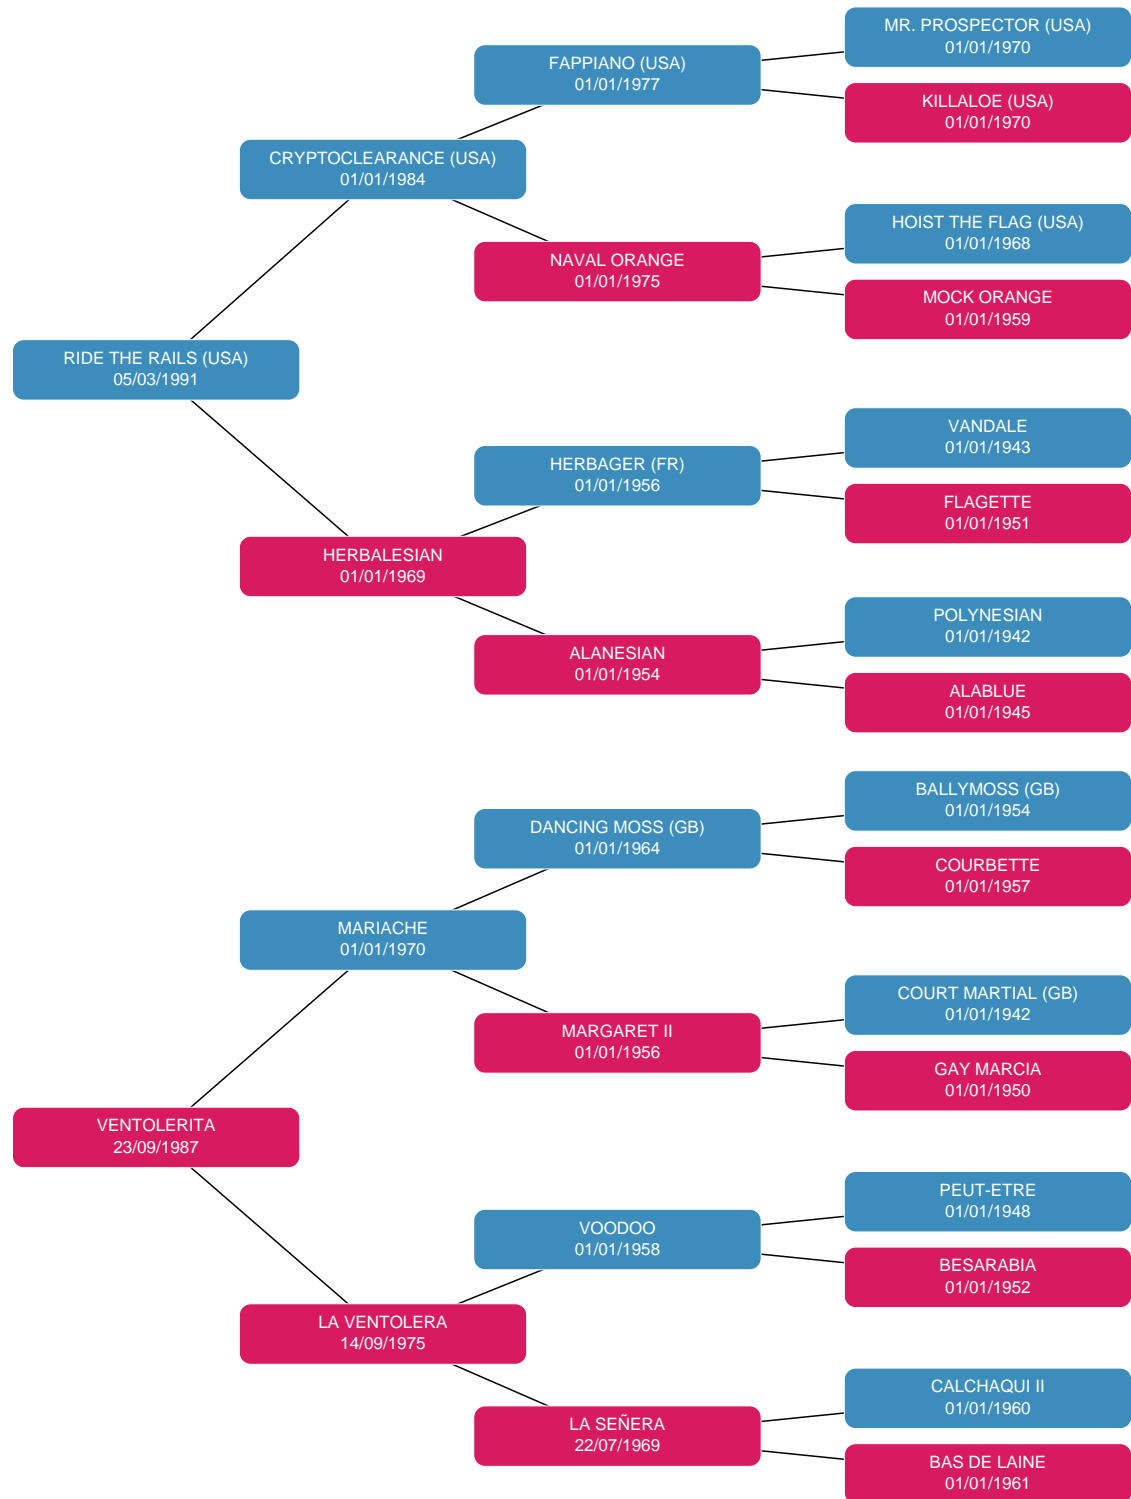 MR. PROSPECTOR (USA)
01/01/1970
FAPPIANO (USA)
01/01/1977
KILLALOE (USA)
01/01/1970
CRYPTOCLEARANCE (USA)
01/01/1984
HOIST THE FLAG (USA)
01/01/1968
NAVAL ORANGE
01/01/1975
MOCK ORANGE
01/01/1959
RIDE THE RAILS (USA)
05/03/1991
VANDALE
01/01/1943
HERBAGER (FR)
01/01/1956
FLAGETTE
01/01/1951
HERBALESIAN
01/01/1969
POLYNESIAN
01/01/1942
ALANESIAN
01/01/1954
ALABLUE
01/01/1945
BALLYMOSS (GB)
01/01/1954
DANCING MOSS (GB)
01/01/1964
COURBETTE
01/01/1957
MARIACHE
01/01/1970
COURT MARTIAL (GB)
01/01/1942
MARGARET II
01/01/1956
GAY MARCIA
01/01/1950
VENTOLERITA
23/09/1987
PEUT-ETRE
01/01/1948
VOODOO
01/01/1958
BESARABIA
01/01/1952
LA VENTOLERA
14/09/1975
CALCHAQUI II
01/01/1960
LA SEÑERA
22/07/1969
BAS DE LAINE
01/01/1961